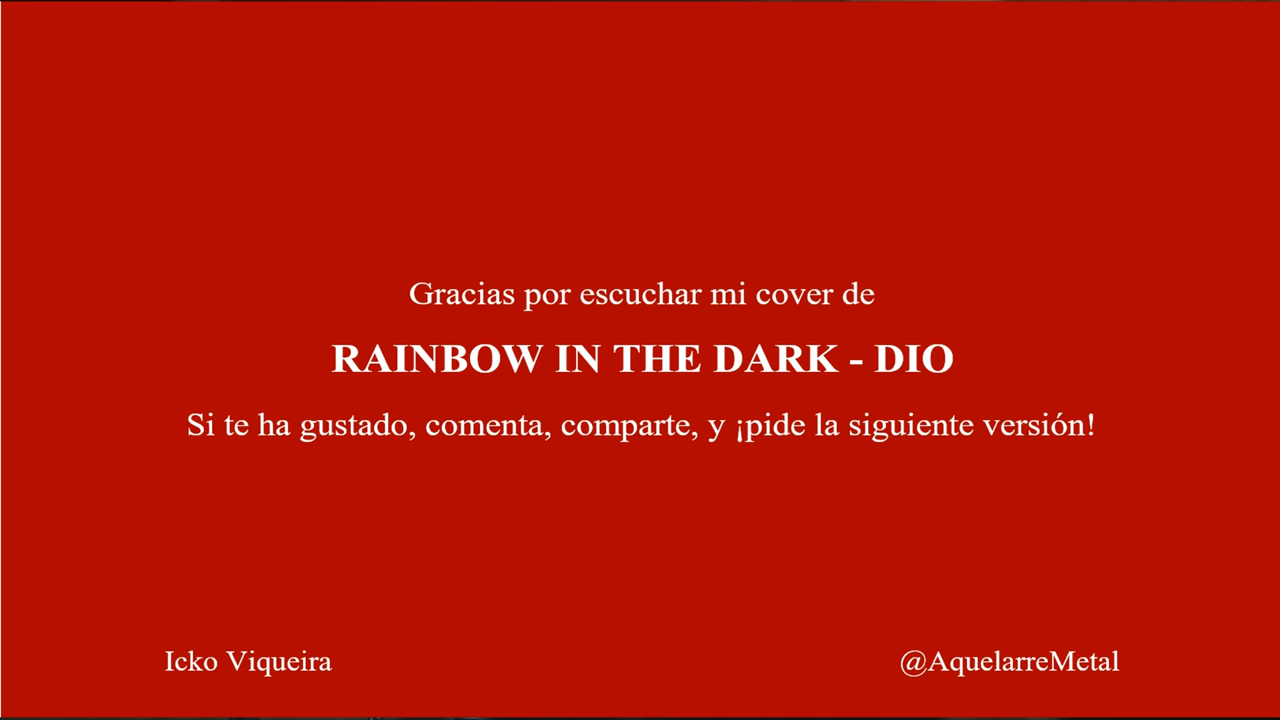 Gracias por escuchar mi cover de
RAINBOW IN THE DARK - DIO
Si te ha gustado, comenta, comparte, y ¡pide la siguiente versión!
Icko Viqueira
@AquelarreMetal